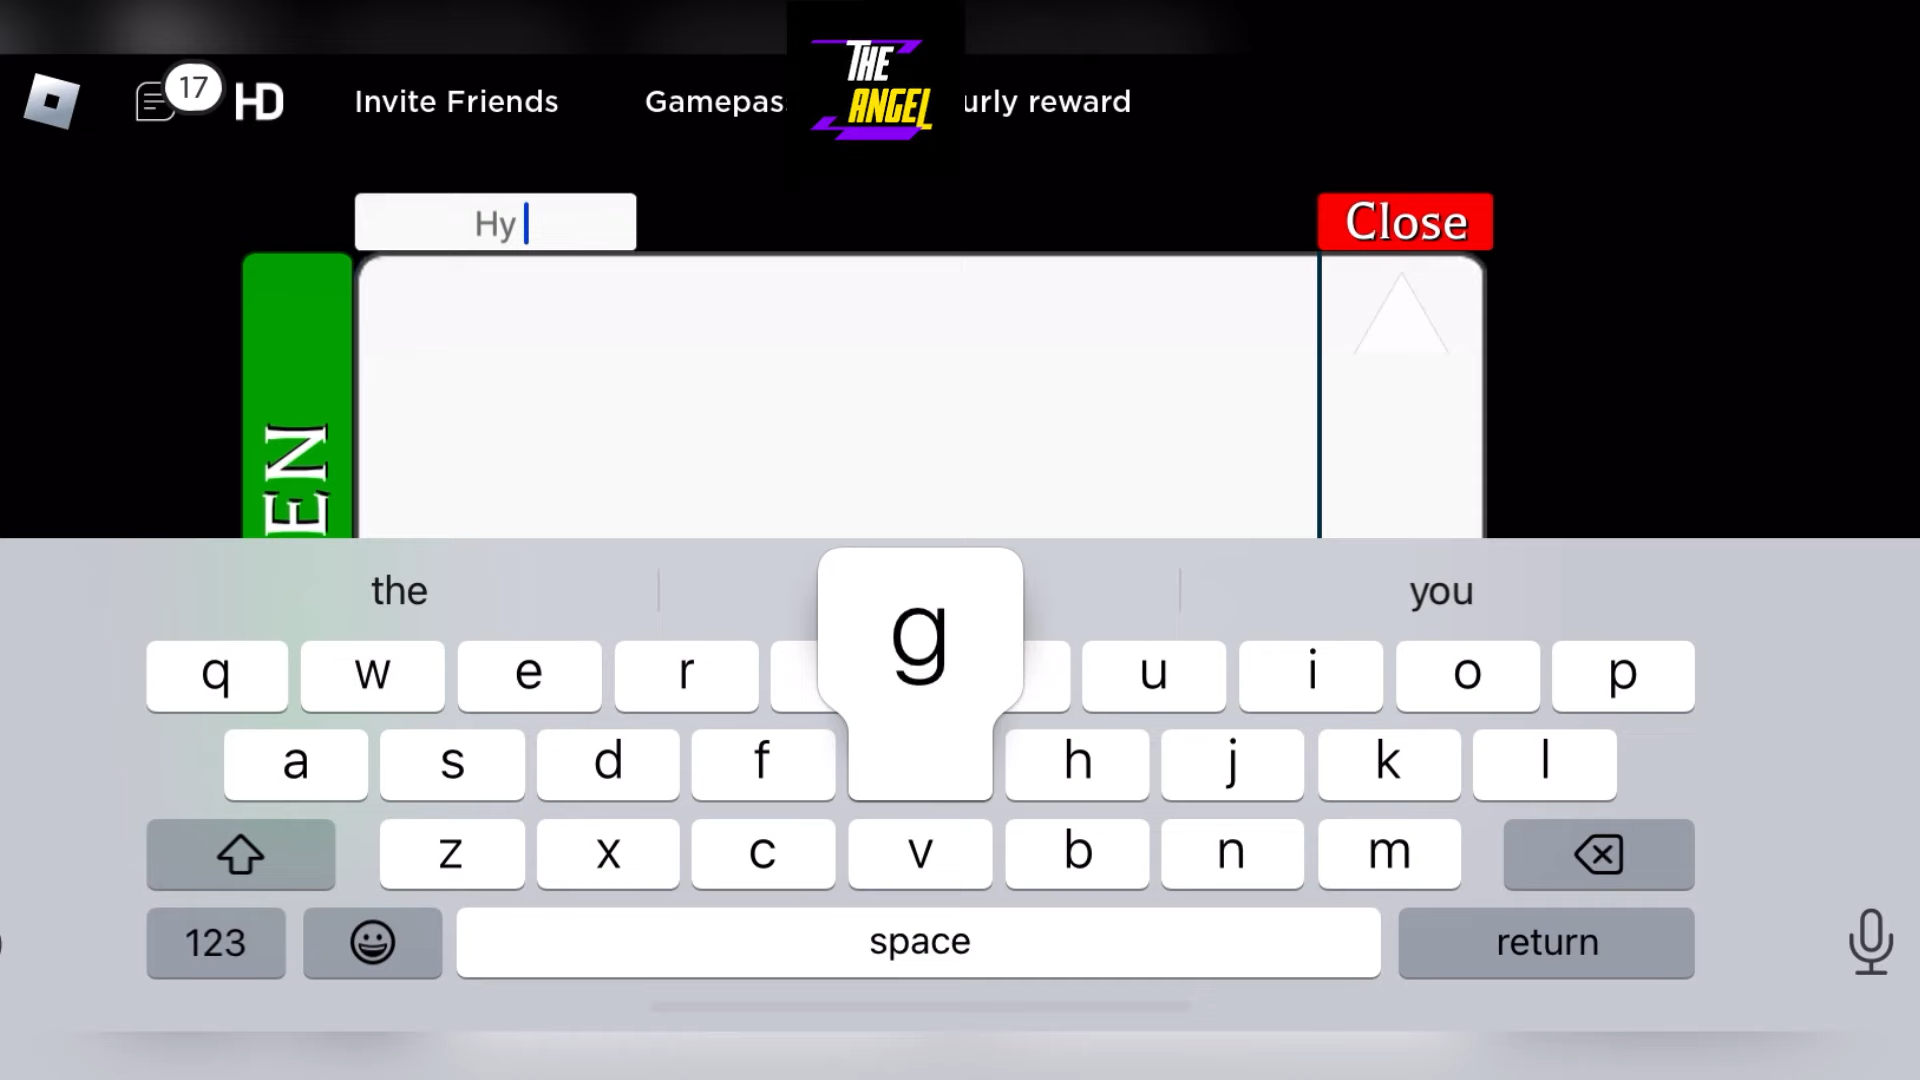 17 HD Invite Friends Gamepas THE ANGEL urly reward
Hy
Close
EN
the you
g
q w e r u i o p
a s d f h j k l
z x c v b n m
123 space return